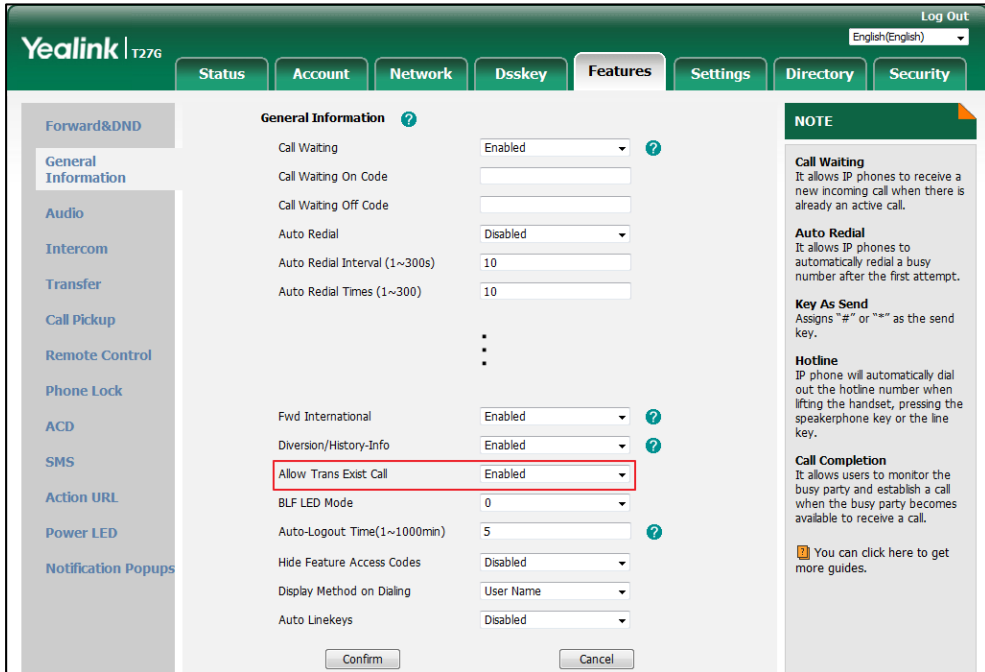 Log Out
English(English)
Yealink T27G
Status Account Network Dsskey Features Settings Directory Security
Forward&DND
General
Information
Audio
Intercom
Transfer
Call Pickup
Remote Control
Phone Lock
ACD
SMS
Action URL
Power LED
Notification Popups
General Information ?
Call Waiting Enabled ?
Call Waiting On Code
Call Waiting Off Code
Auto Redial Disabled
Auto Redial Interval (1~300s) 10
Auto Redial Times (1~300) 10
Fwd International Enabled ?
Diversion/History-Info Enabled ?
Allow Trans Exist Call Enabled
BLF LED Mode 0
Auto-Logout Time(1~1000min) 5 ?
Hide Feature Access Codes Disabled
Display Method on Dialing User Name
Auto Linekeys Disabled
Confirm Cancel
NOTE
Call Waiting
It allows IP phones to receive a
new incoming call when there is
already an active call.
Auto Redial
It allows IP phones to
automatically redial a busy
number after the first attempt.
Key As Send
Assigns "#" or "*" as the send
key.
Hotline
IP phone will automatically dial
out the hotline number when
lifting the handset, pressing the
speakerphone key or the line
key.
Call Completion
It allows users to monitor the
busy party and establish a call
when the busy party becomes
available to receive a call.
? You can click here to get
more guides.